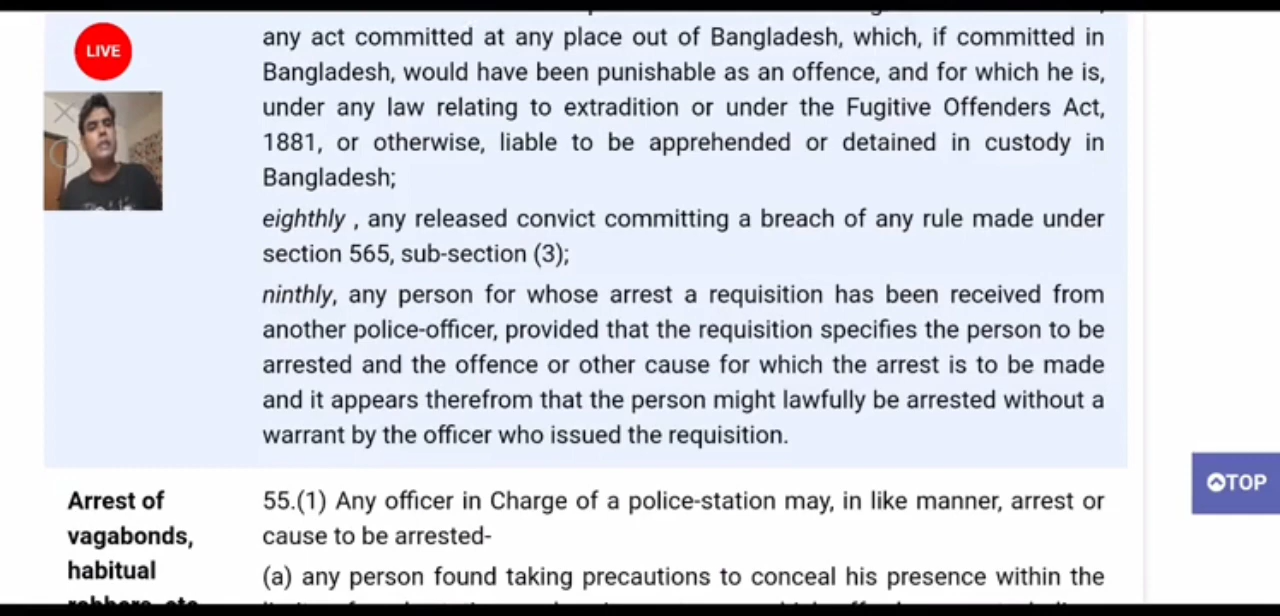 LIVE
any act committed at any place out of Bangladesh, which, if committed in
Bangladesh, would have been punishable as an offence, and for which he is,
under any law relating to extradition or under the Fugitive Offenders Act,
1881, or otherwise, liable to be apprehended or detained in custody in
Bangladesh;
eighthly , any released convict committing a breach of any rule made under
section 565, sub-section (3);
ninthly, any person for whose arrest a requisition has been received from
another police-officer, provided that the requisition specifies the person to be
arrested and the offence or other cause for which the arrest is to be made
and it appears therefrom that the person might lawfully be arrested without a
warrant by the officer who issued the requisition.
TOP
Arrest of
vagabonds,
habitual
55.(1) Any officer in Charge of a police-station may, in like manner, arrest or
cause to be arrested-
(a) any person found taking precautions to conceal his presence within the